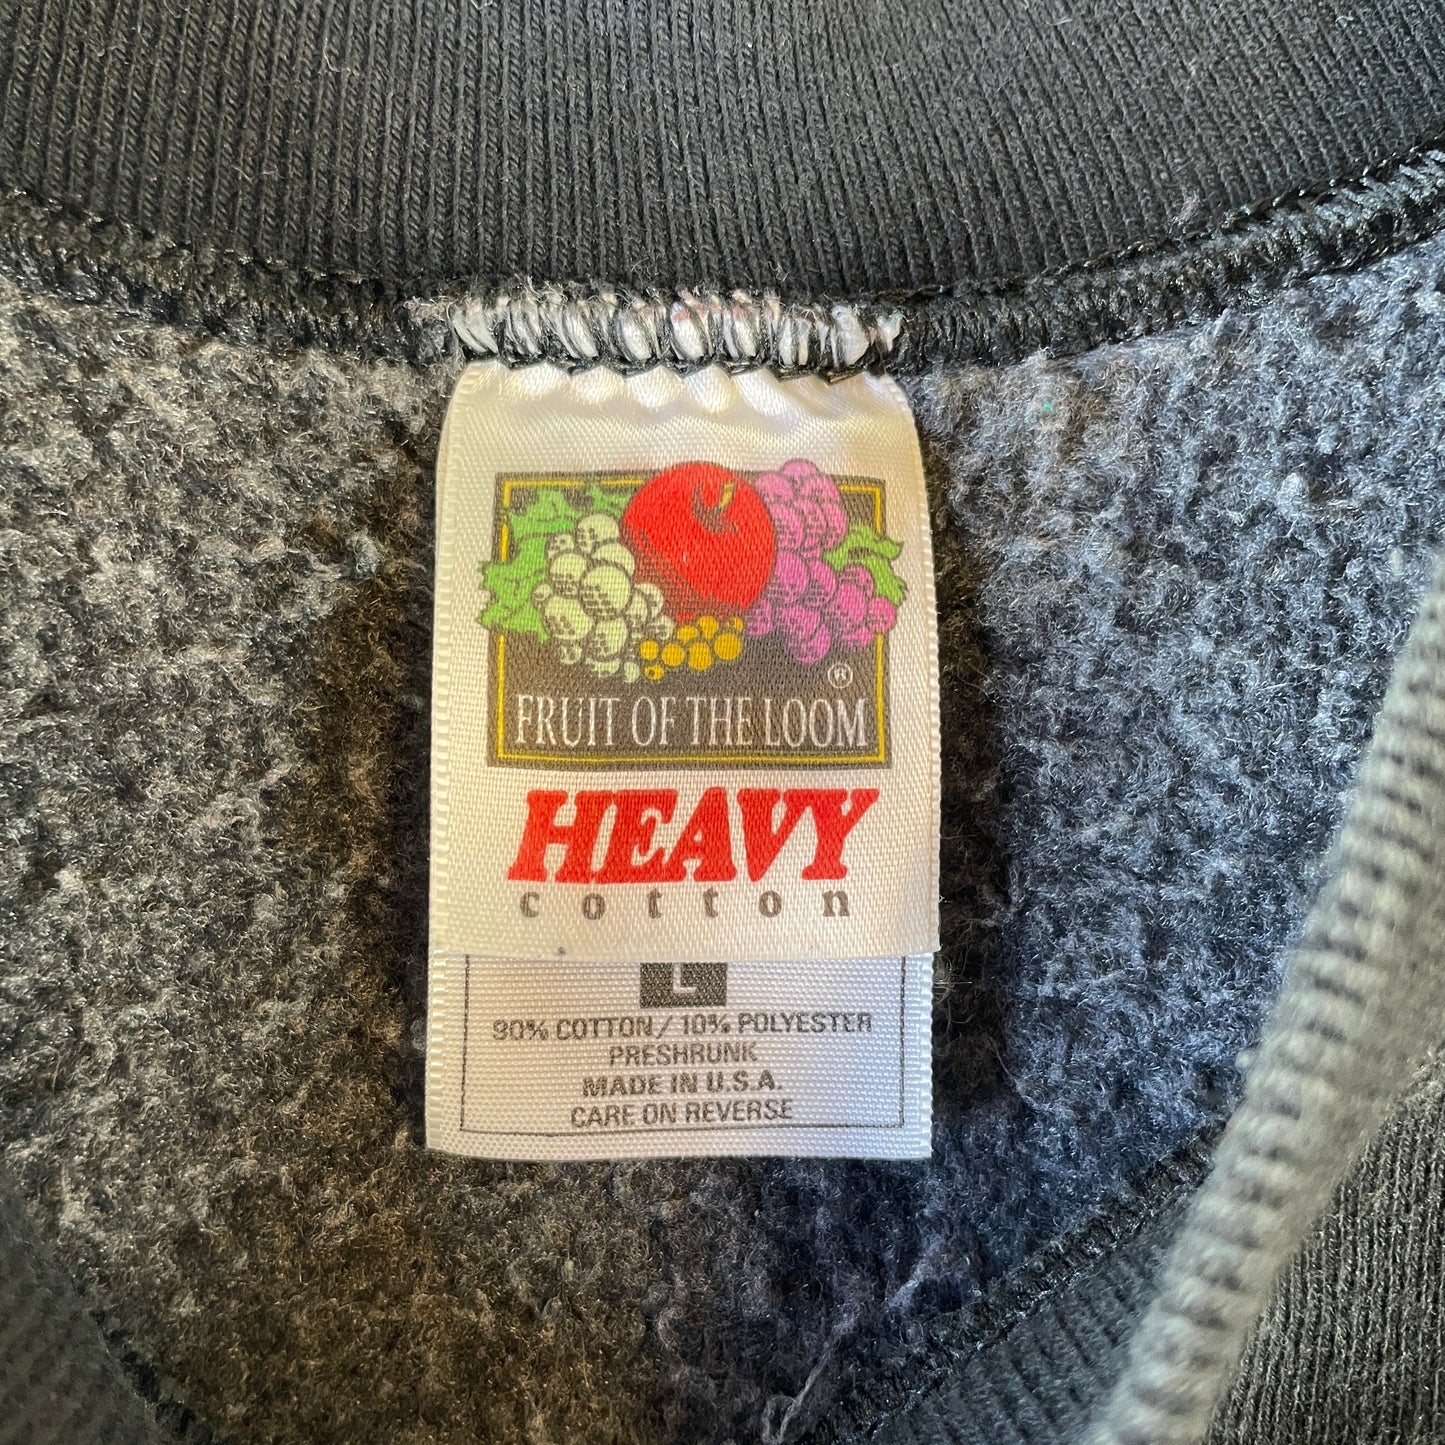 ®
FRUIT OF THE LOOM
HEAVY
cotton
L
90% COTTON / 10% POLYESTER
PRESHRUNK
MADE IN U.S.A.
CARE ON REVERSE